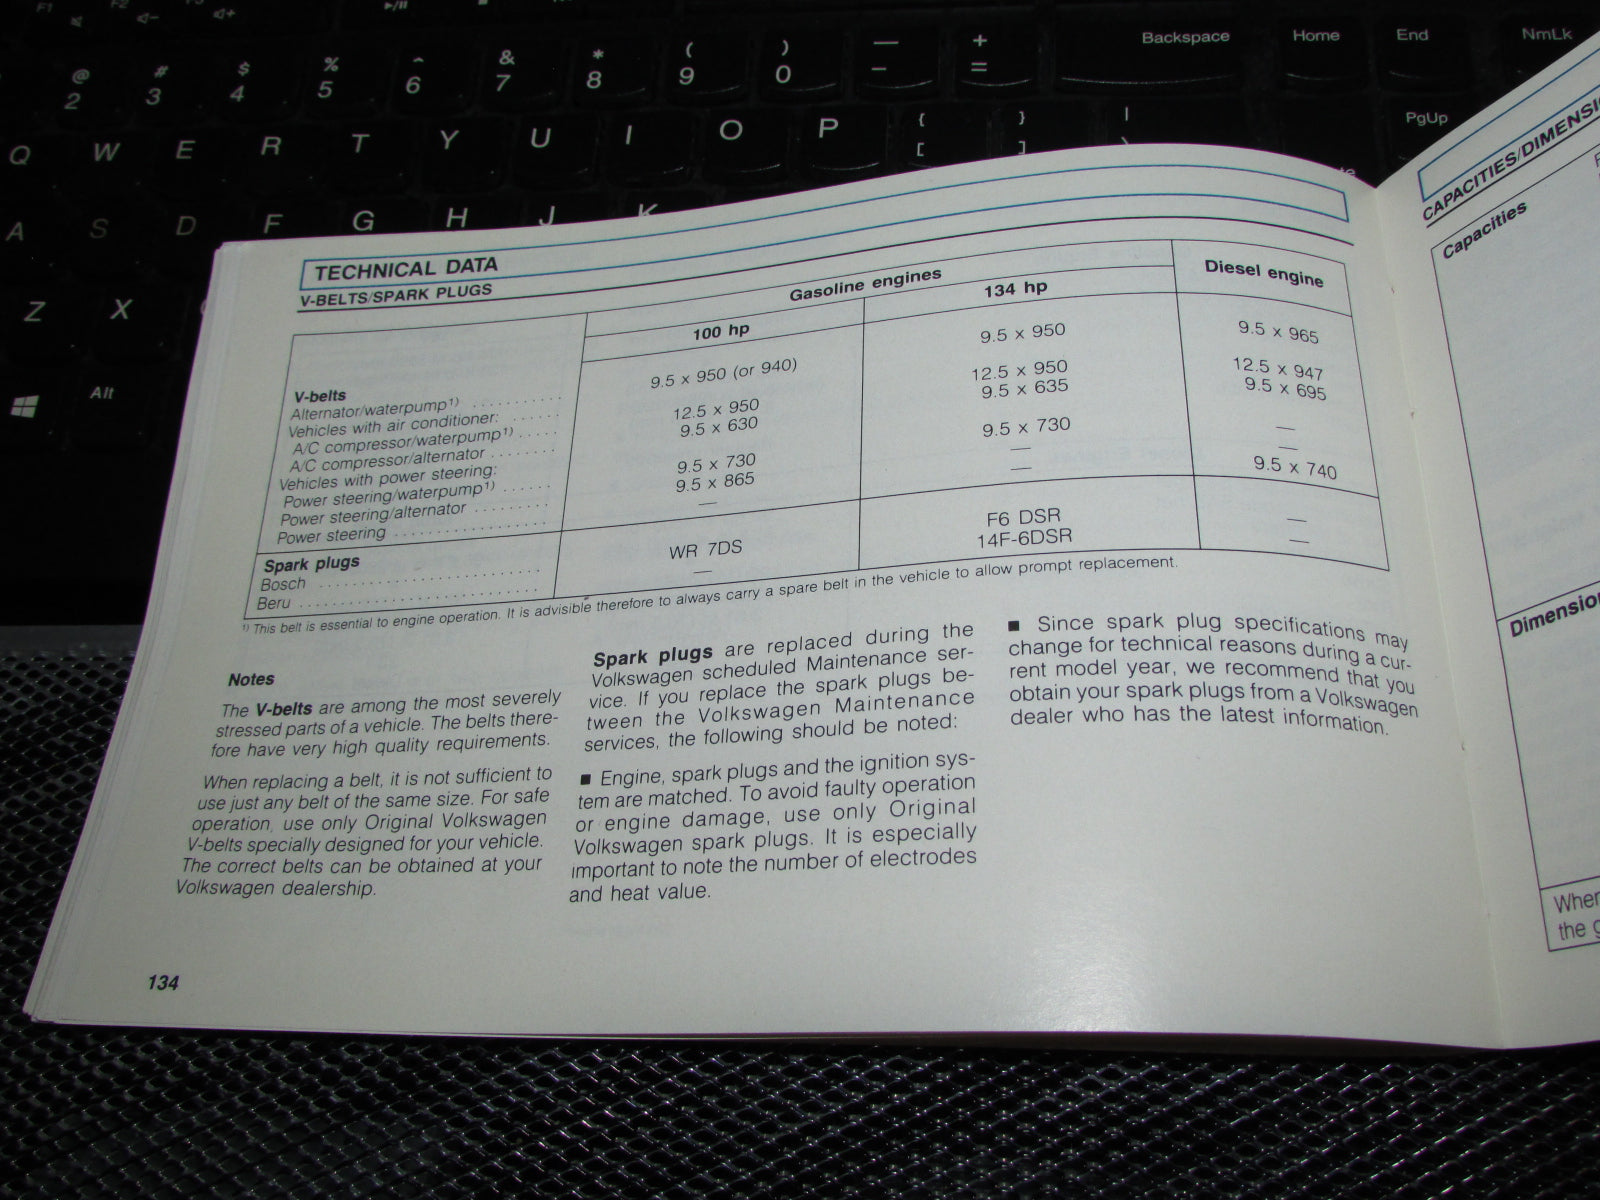 F1 F2
@ # $ % ^ & * ( ) — +
2 3 4 5 6 7 8 9 0 - =
Backspace Home End NmLk
Q W E R T Y U I O P { } |
[ ] \
PgUp
A S D F G H J K
Z X
Alt
TECHNICAL DATA
V-BELTS/SPARK PLUGS
Gasoline engines Diesel engine
100 hp 134 hp
V-belts
Alternator/waterpump¹⁾ .......... 9.5 x 950 (or 940) 9.5 x 950 9.5 x 965
Vehicles with air conditioner: ......
A/C compressor/waterpump¹⁾ ..... 12.5 x 950 12.5 x 950 12.5 x 947
A/C compressor/alternator ........ 9.5 x 630 9.5 x 635 9.5 x 695
Vehicles with power steering:
Power steering/waterpump¹⁾ ...... 9.5 x 730 9.5 x 730 —
Power steering/alternator ......... 9.5 x 865 — —
Power steering .................. — — 9.5 x 740
Spark plugs
Bosch .......................... WR 7DS F6 DSR —
Beru ............................ — 14F-6DSR —
¹⁾ This belt is essential to engine operation. It is advisible therefore to always carry a spare belt in the vehicle to allow prompt replacement.
Notes
The V-belts are among the most severely
stressed parts of a vehicle. The belts there-
fore have very high quality requirements.
When replacing a belt, it is not sufficient to
use just any belt of the same size. For safe
operation, use only Original Volkswagen
V-belts specially designed for your vehicle.
The correct belts can be obtained at your
Volkswagen dealership.
Spark plugs are replaced during the
Volkswagen scheduled Maintenance ser-
vice. If you replace the spark plugs be-
tween the Volkswagen Maintenance
services, the following should be noted:
■ Engine, spark plugs and the ignition sys-
tem are matched. To avoid faulty operation
or engine damage, use only Original
Volkswagen spark plugs. It is especially
important to note the number of electrodes
and heat value.
■ Since spark plug specifications may
change for technical reasons during a cur-
rent model year, we recommend that you
obtain your spark plugs from a Volkswagen
dealer who has the latest information.
134
CAPACITIES/DIMENSIO
Capacities
Dimensio
When
the g